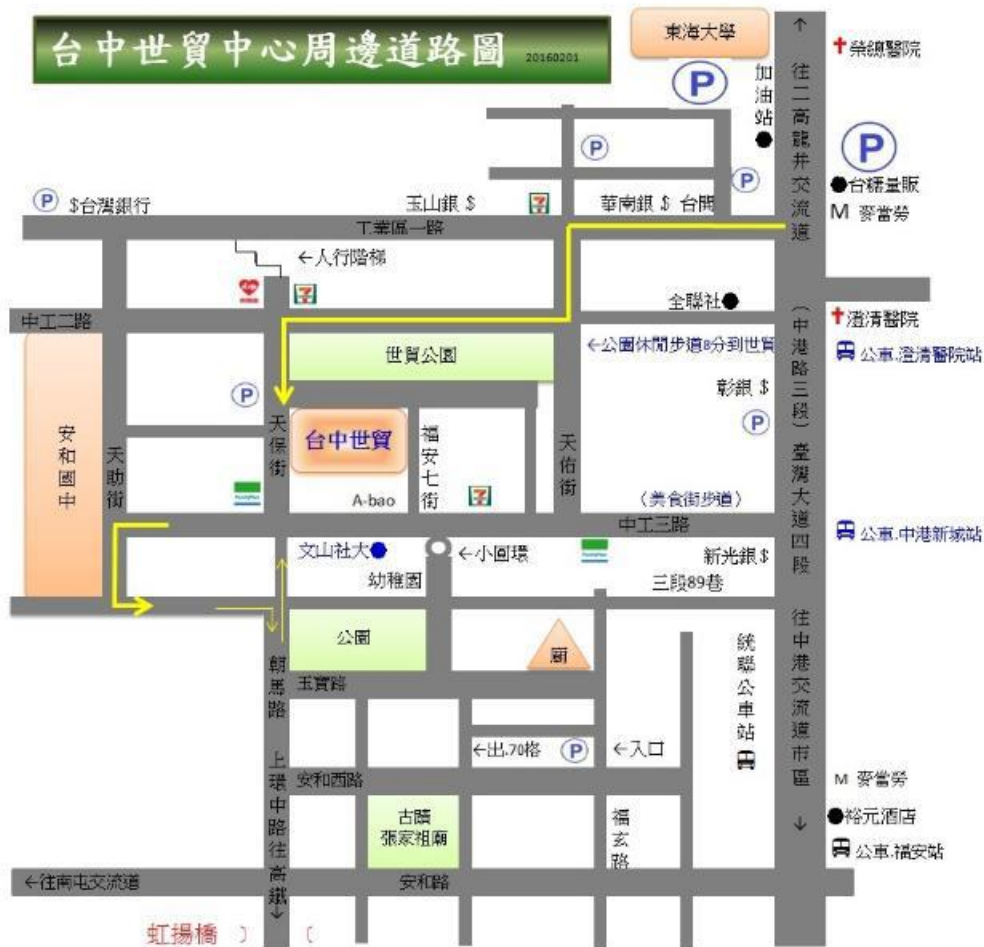 台中世貿中心周邊道路圖 20160201
東海大學
P
加油站
↑往二高龍井交流道
榮總醫院
P
台糖量販
M 麥當勞
P
P
P $台灣銀行
玉山銀 $
7
華南銀 $ 台開
工業區一路
←人行階梯
7
全聯社
中工二路
(中港路三段)臺灣大道四段
澄清醫院
世貿公園
←公園休閒步道8分到世貿
公車.澄清醫院站
彰銀 $
P
P
安和國中
天助街
天保街
台中世貿
福安七街
天佑街
7
(美食街步道)
FamilyMart
A-bao
中工三路
公車.中港新城站
文山社大
←小圓環
新光銀$
幼稚園
三段89巷
公園
廟
統聯公車站
往中港交流道市區↓
朝馬路
玉寶路
←出.70格
P
←入口
上環中路往高鐵↓
安和西路
M 麥當勞
古蹟
張家祖廟
福玄路
裕元酒店
公車.福安站
←往南屯交流道
安和路
虹揚橋